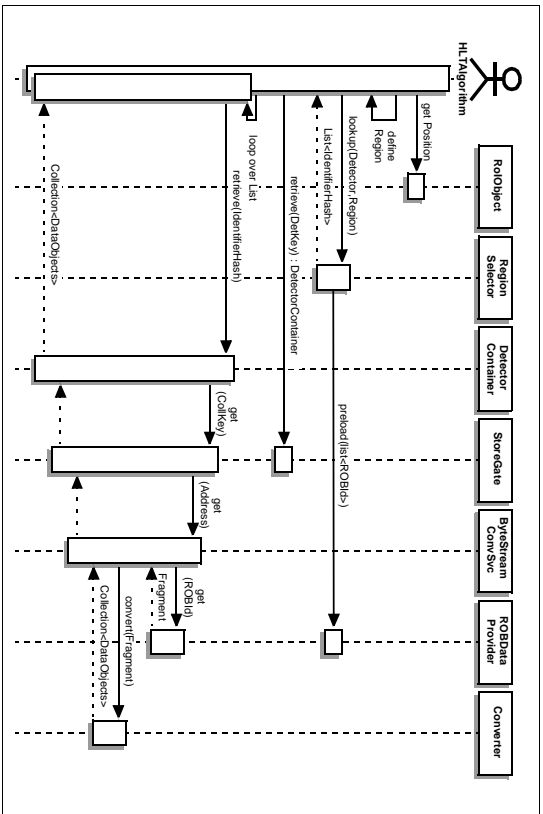 HLTAlgorithm
RoIObject
Region
Selector
Detector
Container
StoreGate
ByteStream
ConvSvc
ROBData
Provider
Converter
get Position
define
Region
lookup(Detector,Region)
preload(list<ROBId>)
List<IdentifierHash>
retrieve(DetKey) : DetectorContainer
loop over List
retrieve(IdentifierHash)
get
(CollKey)
get
(Address)
get
(ROBId)
Fragment
convert(Fragment)
Collection<DataObjects>
Collection<DataObjects>